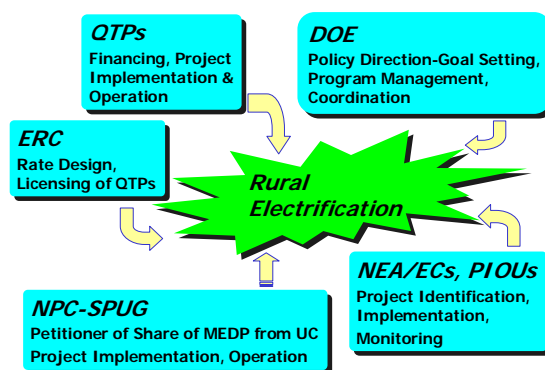 QTPs
Financing, Project
Implementation &
Operation
DOE
Policy Direction-Goal Setting,
Program Management,
Coordination
ERC
Rate Design,
Licensing of QTPs
Rural
Electrification
NPC-SPUG
Petitioner of Share of MEDP from UC
Project Implementation, Operation
NEA/ECs, PIOUs
Project Identification,
Implementation,
Monitoring